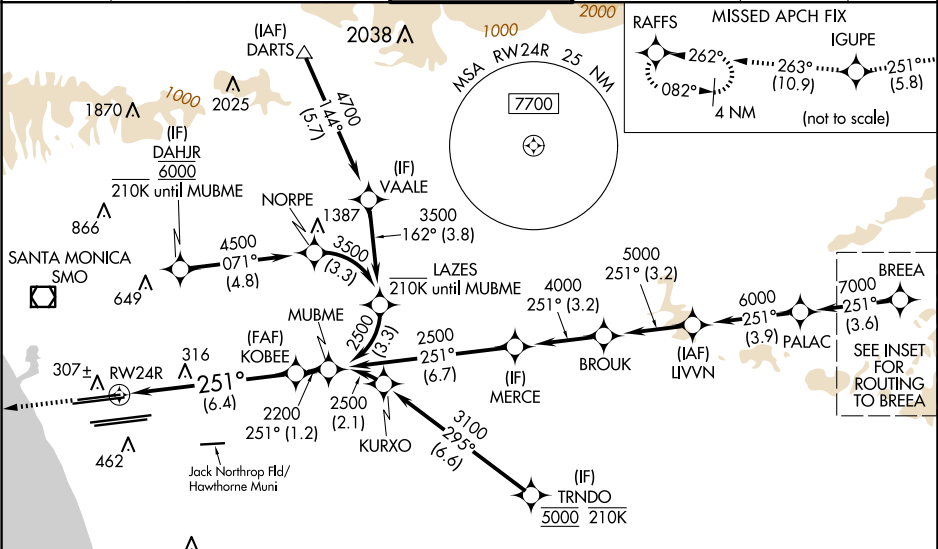 2000
1000
(IAF)
DARTS
2038
MSA RW24R 25 NM
7700
RAFFS
MISSED APCH FIX
IGUPE
262°
263°
(10.9)
251°
(5.8)
082°
4 NM
(not to scale)
1000
1870
2025
4700
144°
(5.7)
(IF)
DAHJR
6000
210K until MUBME
866
NORPE
1387
(IF)
VAALE
3500
162° (3.8)
SANTA MONICA
SMO
649
4500
071°
(4.8)
3500
(3.3)
LAZES
210K until MUBME
5000
251° (3.2)
4000
251° (3.2)
BREEA
7000
251°
(3.6)
6000
251°
(3.9)
PALAC
MUBME
2500
(3.3)
(FAF)
KOBEE
2500
251°
(6.7)
BROUK
(IAF)
LIVVN
SEE INSET
FOR
ROUTING
TO BREEA
307±
RW24R
316
251°
(6.4)
(IF)
MERCE
2200
251° (1.2)
2500
(2.1)
KURXO
3100
295°
(6.6)
462
Jack Northrop Fld/
Hawthorne Muni
(IF)
TRNDO
5000 210K